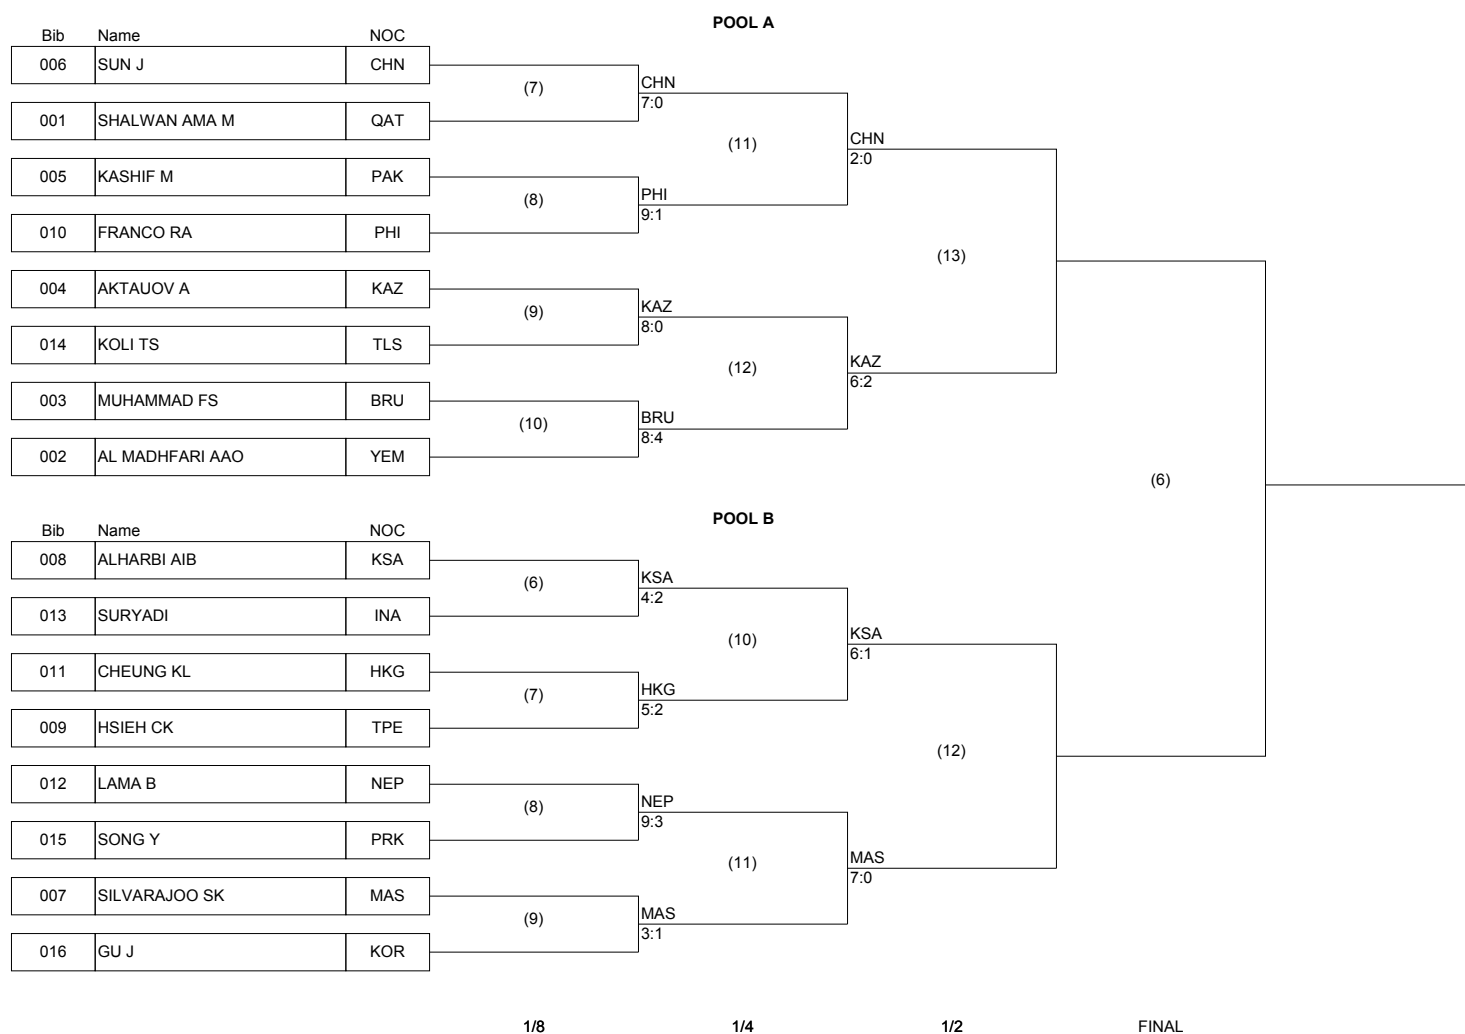 POOL A
Bib Name NOC
006 SUN J CHN
(7)
CHN
7:0
001 SHALWAN AMA M QAT
(11)
CHN
2:0
005 KASHIF M PAK
(8)
PHI
9:1
010 FRANCO RA PHI
(13)
004 AKTAUOV A KAZ
(9)
KAZ
8:0
014 KOLI TS TLS
(12)
KAZ
6:2
003 MUHAMMAD FS BRU
(10)
BRU
8:4
002 AL MADHFARI AAO YEM
(6)
POOL B
Bib Name NOC
008 ALHARBI AIB KSA
(6)
KSA
4:2
013 SURYADI INA
(10)
KSA
6:1
011 CHEUNG KL HKG
(7)
HKG
5:2
009 HSIEH CK TPE
(12)
012 LAMA B NEP
(8)
NEP
9:3
015 SONG Y PRK
(11)
MAS
7:0
007 SILVARAJOO SK MAS
(9)
MAS
3:1
016 GU J KOR
1/8 1/4 1/2 FINAL